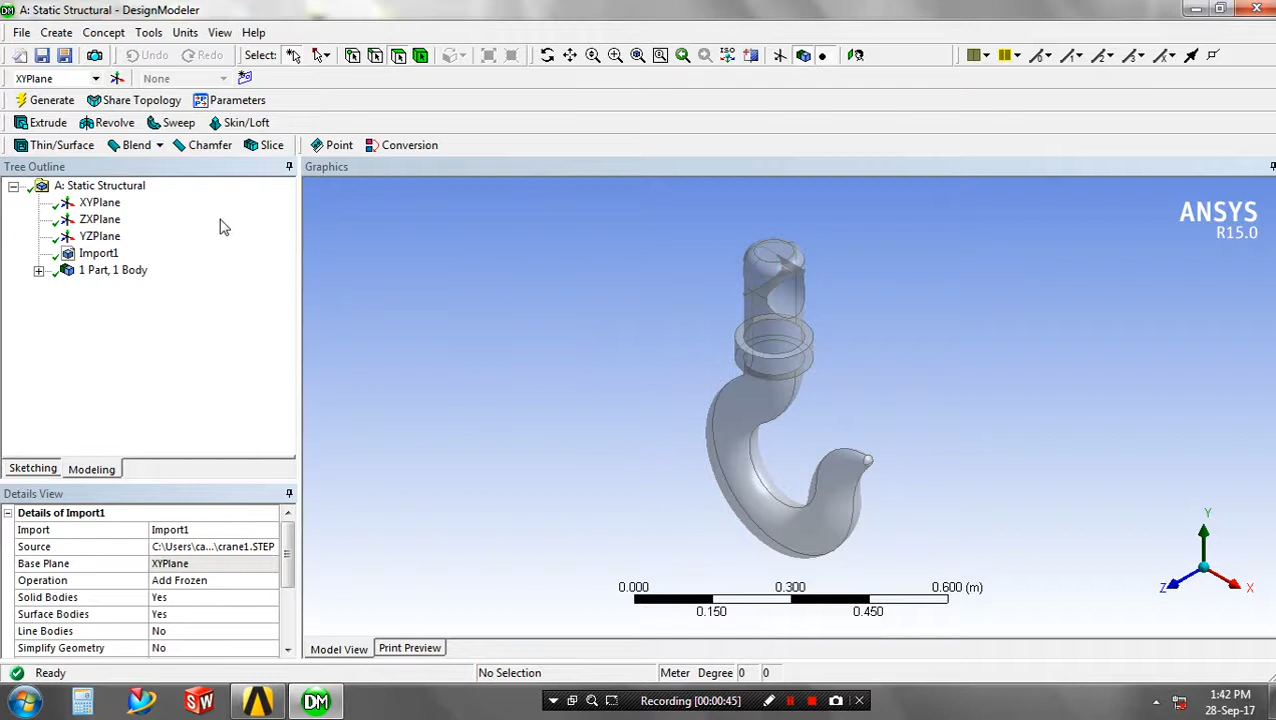 A: Static Structural - DesignModeler
File Create Concept Tools Units View Help
Undo Redo Select:
XYPlane None
Generate Share Topology Parameters
Extrude Revolve Sweep Skin/Loft
Thin/Surface Blend Chamfer Slice Point Conversion
Tree Outline
Graphics
A: Static Structural
XYPlane
ZXPlane
YZPlane
Import1
1 Part, 1 Body
ANSYS
R15.0
Sketching Modeling
Details View
Details of Import1
Import Import1
Source C:\Users\ca...\crane1.STEP
Base Plane XYPlane
Operation Add Frozen
Solid Bodies Yes
Surface Bodies Yes
Line Bodies No
Simplify Geometry No
0.000 0.300 0.600 (m)
0.150 0.450
Y
Z X
Model View Print Preview
Ready No Selection Meter Degree 0 0
SW DM Recording [00:00:45]
1:42 PM
28-Sep-17